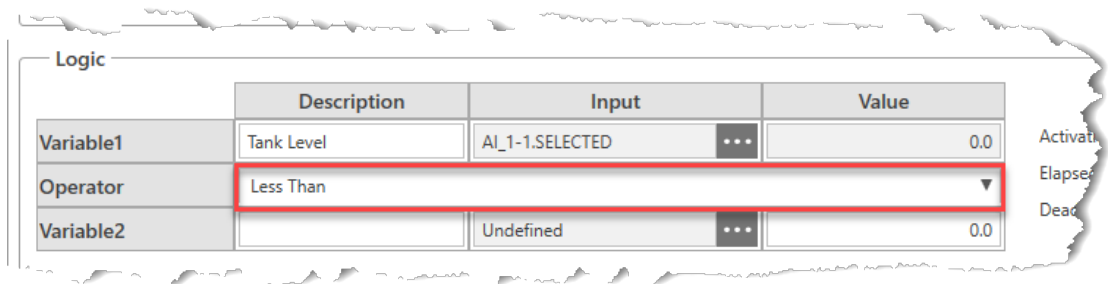 Logic
Description Input Value
Variable1 Tank Level AI_1-1.SELECTED ... 0.0
Operator Less Than ▼
Variable2 Undefined ... 0.0